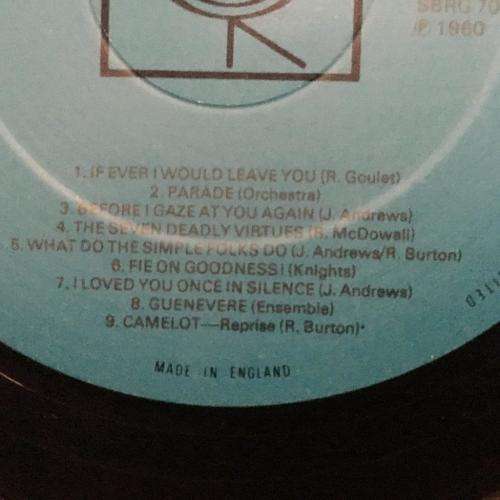 SBRG 70
℗ 1960
1. IF EVER I WOULD LEAVE YOU (R. Goulet)
2. PARADE (Orchestra)
3. BEFORE I GAZE AT YOU AGAIN (J. Andrews)
4. THE SEVEN DEADLY VIRTUES (R. McDowall)
5. WHAT DO THE SIMPLE FOLKS DO (J. Andrews/R. Burton)
6. FIE ON GOODNESS! (Knights)
7. I LOVED YOU ONCE IN SILENCE (J. Andrews)
8. GUENEVERE (Ensemble)
9. CAMELOT—Reprise (R. Burton)•
MADE IN ENGLAND